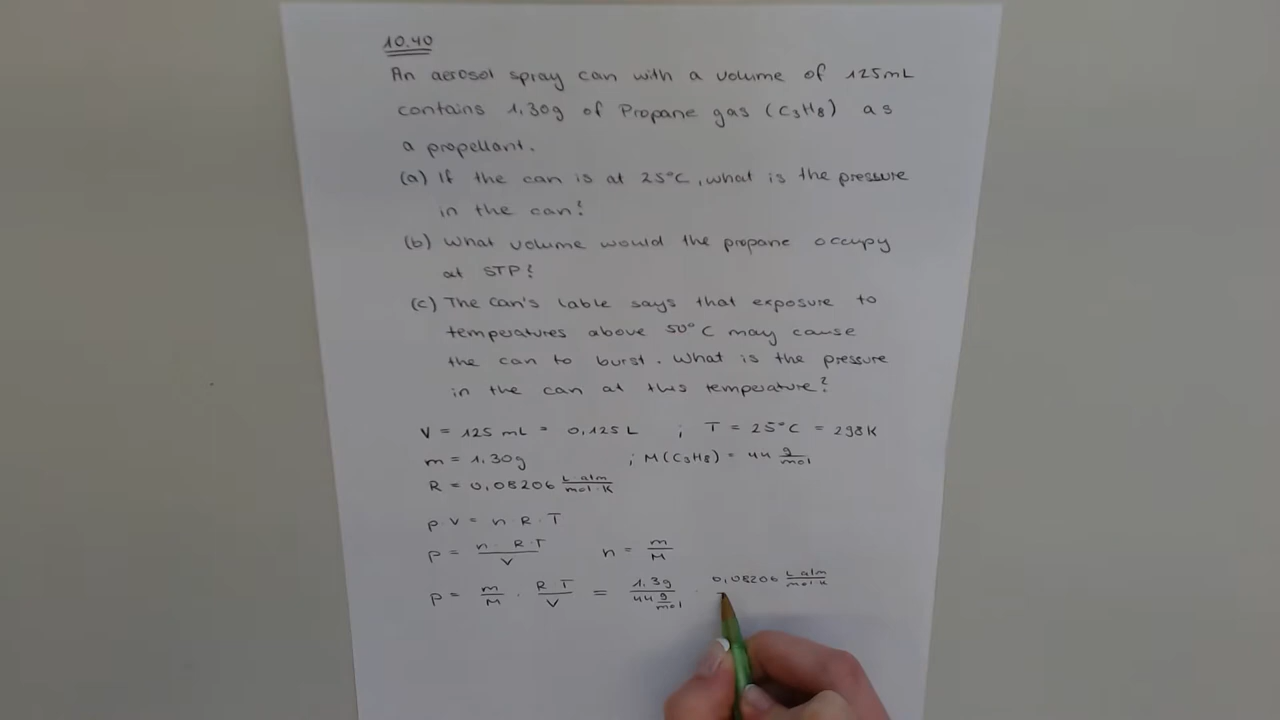 10.40
An aerosol spray can with a volume of 125mL
contains 1.30g of Propane gas (C3H8) as
a propellant.
(a) If the can is at 25°C, what is the pressure
in the can?
(b) What volume would the propane occupy
at STP?
(c) The can's lable says that exposure to
temperatures above 50°C may cause
the can to burst. What is the pressure
in the can at this temperature?
V = 125 mL = 0,125L ; T = 25°C = 298K
m = 1,30g ; M(C3H8) = 44 g/mol
R = 0,08206 L·atm/mol·K
p·V = n·R·T
p = n·R·T/V n = m/M
p = m/M · R T/V = 1.3g/44 g/mol · 0,08206 L atm/mol·K